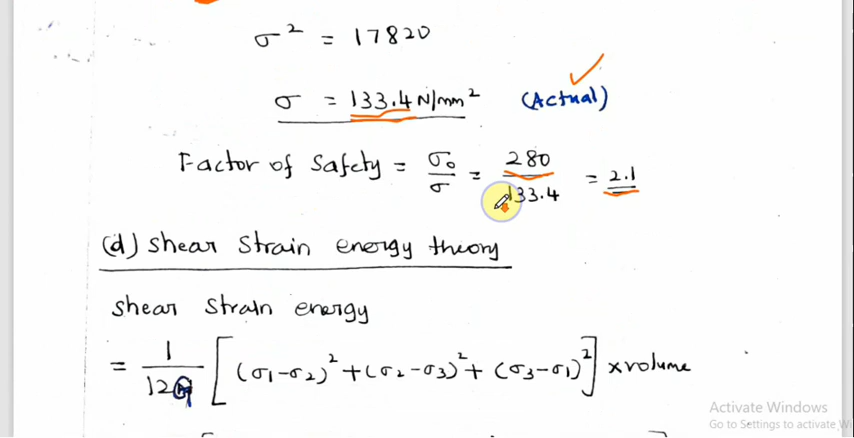 σ² = 17820
σ = 133.4 N/mm² (Actual)
Factor of Safety = σ₀/σ = 280/133.4 = 2.1
(d) Shear Strain energy theory
Shear Strain energy
= 1/12G [(σ₁-σ₂)² + (σ₂-σ₃)² + (σ₃-σ₁)²] × volume
Activate Windows
Go to Settings to activate W